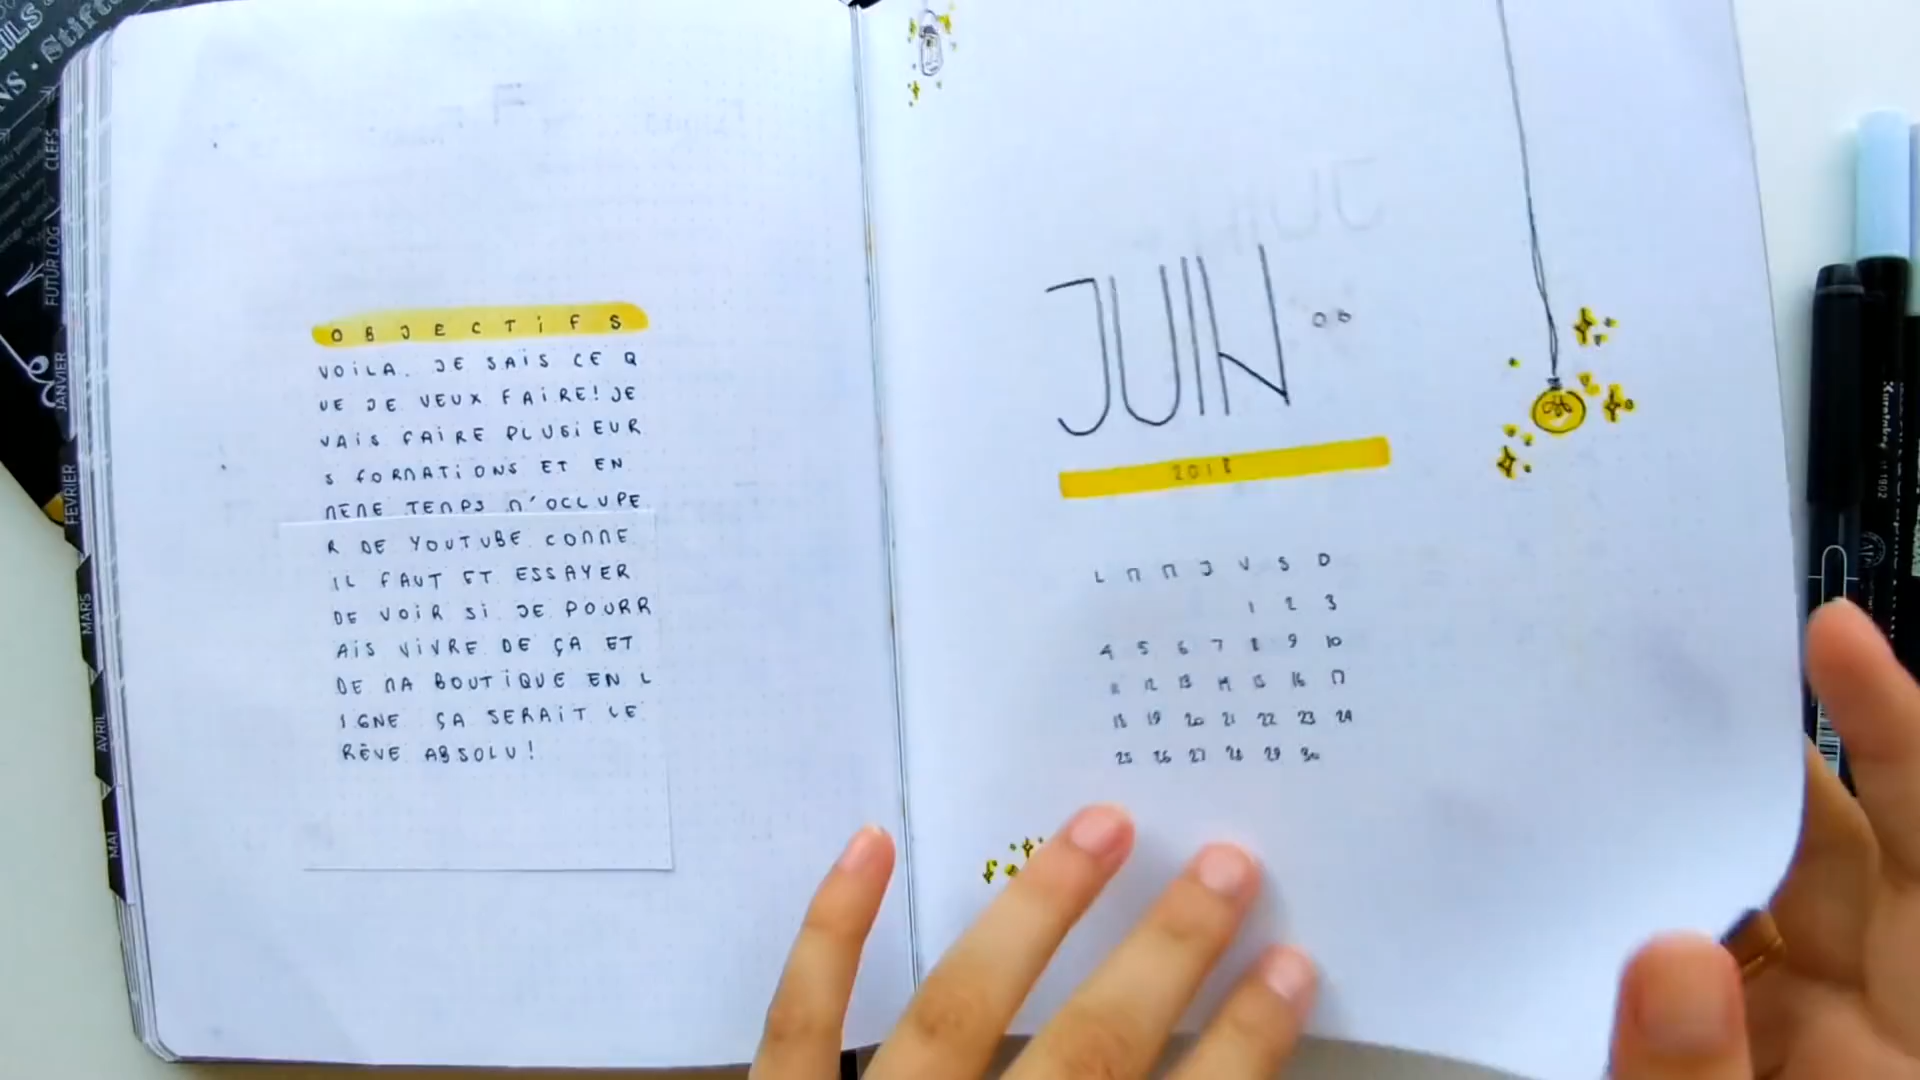 CLEFS
FUTUR LOG
JANVIER
FEVRIER
MARS
AVRIL
MAI
OBJECTIFS
VOILA. JE SAIS CE Q
UE JE VEUX FAIRE! JE
VAIS FAIRE PLUSIEUR
S FORMATIONS ET EN
MEME TEMPS M'OCCUPE
R DE YOUTUBE COMME
IL FAUT ET ESSAYER
DE VOIR SI JE POURR
AIS VIVRE DE ÇA ET
DE MA BOUTIQUE EN L
IGNE ÇA SERAIT LE
RÊVE ABSOLU!
JUIN 06
2018
L M M J V S D
1 2 3
4 5 6 7 8 9 10
11 12 13 14 15 16 17
18 19 20 21 22 23 24
25 26 27 28 29 30